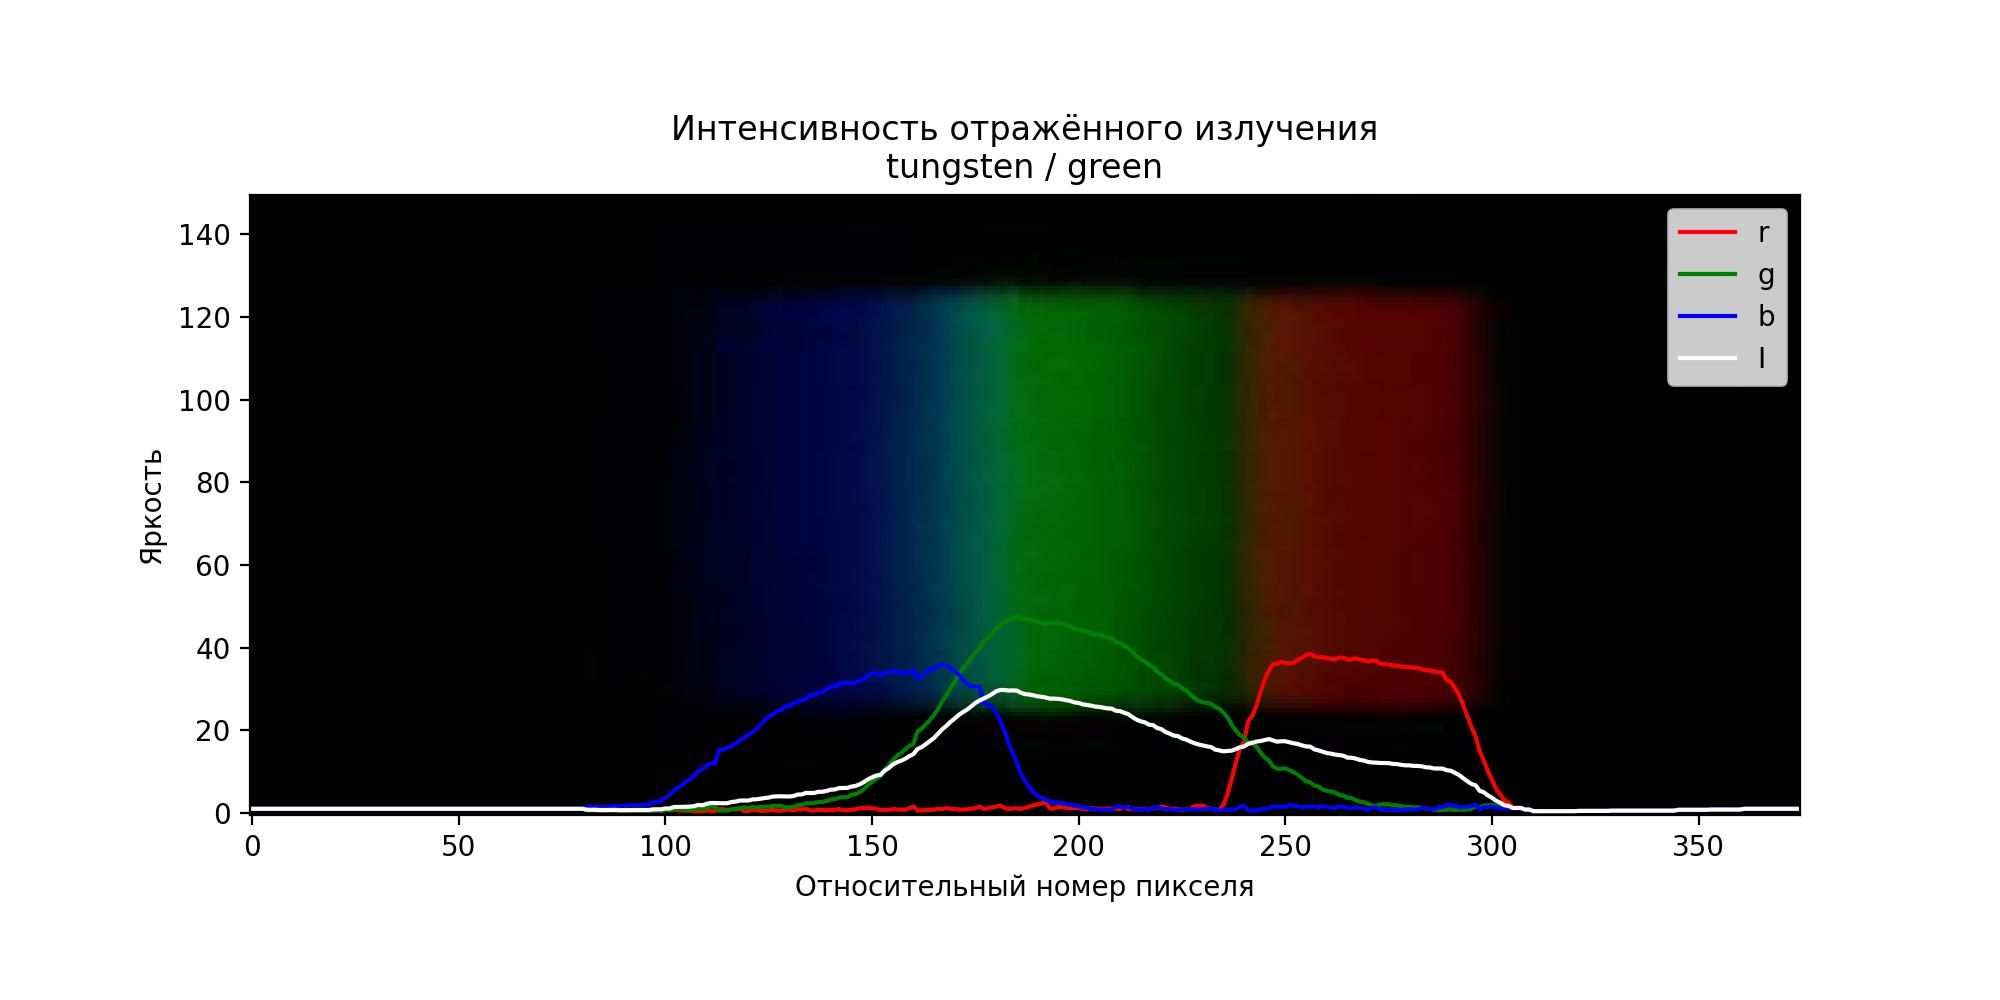 Интенсивность отражённого излучения
tungsten / green
140
120
100
80
60
40
20
0
Яркость
r
g
b
l
0 50 100 150 200 250 300 350
Относительный номер пикселя